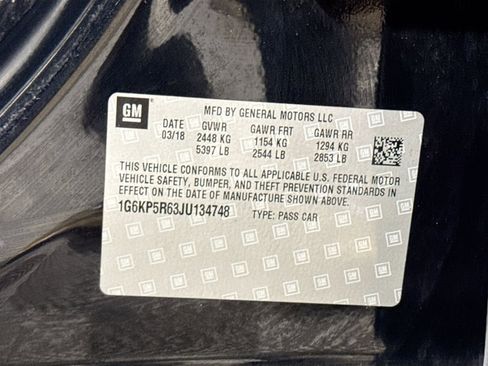 GM MFD BY GENERAL MOTORS LLC
DATE GVWR GAWR FRT GAWR RR
03/18 2448 KG 1154 KG 1294 KG
5397 LB 2544 LB 2853 LB
THIS VEHICLE CONFORMS TO ALL APPLICABLE U.S. FEDERAL MOTOR
VEHICLE SAFETY, BUMPER, AND THEFT PREVENTION STANDARDS IN
EFFECT ON THE DATE OF MANUFACTURE SHOWN ABOVE.
1G6KP5R63JU134748 TYPE: PASS CAR